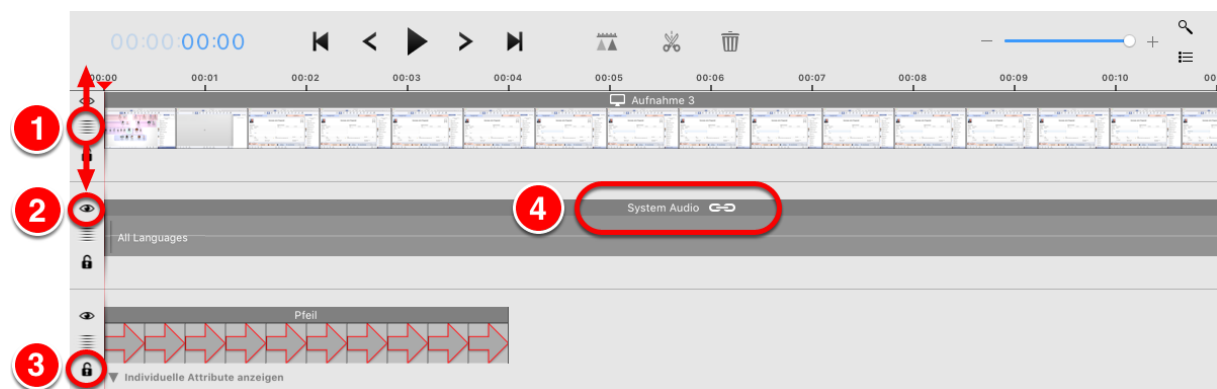 00:00:00:00
00:00 00:01 00:02 00:03 00:04 00:05 00:06 00:07 00:08 00:09 00:10 00
Aufnahme 3
1
2
4
System Audio
All Languages
Pfeil
3
Individuelle Attribute anzeigen